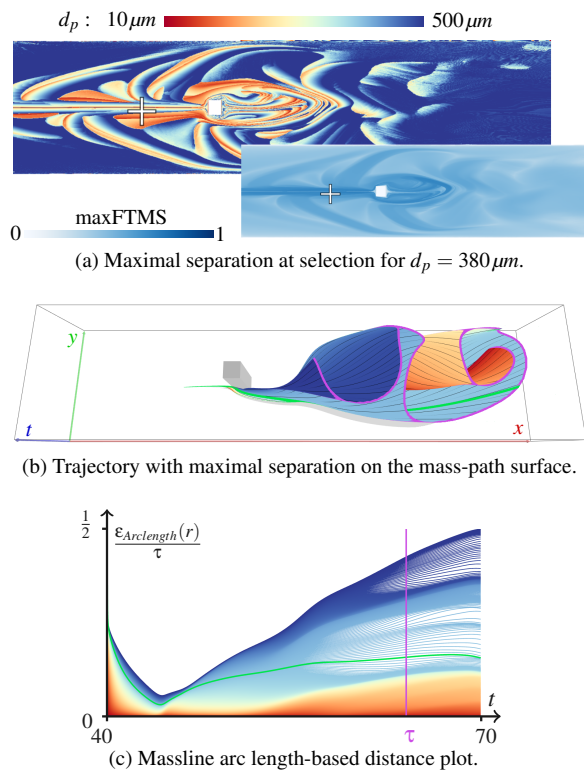 d_p : 10 μm 500 μm
maxFTMS
0 1
(a) Maximal separation at selection for d_p = 380 μm.
y
t x
(b) Trajectory with maximal separation on the mass-path surface.
1/2 ε_Arclength(r)/τ
t
0
40 τ 70
(c) Massline arc length-based distance plot.